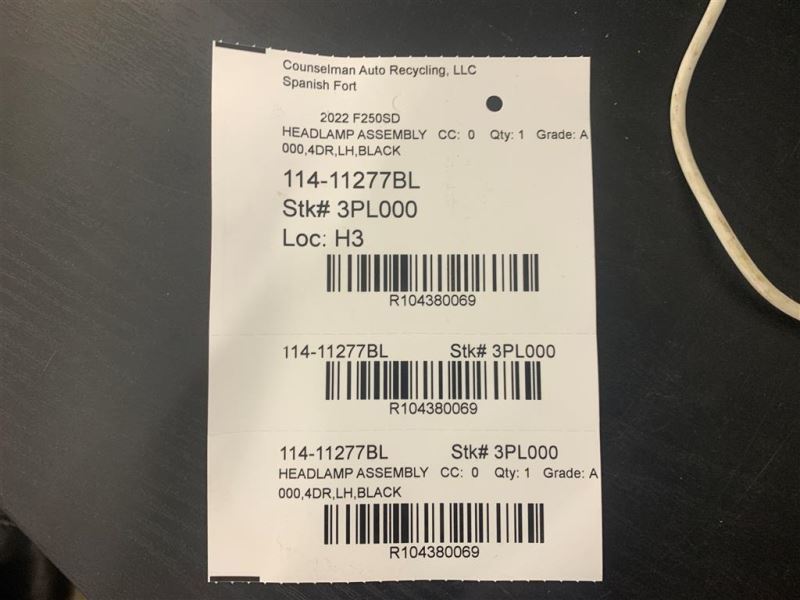 Counselman Auto Recycling, LLC
Spanish Fort
2022 F250SD
HEADLAMP ASSEMBLY CC: 0 Qty: 1 Grade: A
000,4DR,LH,BLACK
114-11277BL
Stk# 3PL000
Loc: H3
R104380069
114-11277BL Stk# 3PL000
R104380069
114-11277BL Stk# 3PL000
HEADLAMP ASSEMBLY CC: 0 Qty: 1 Grade: A
000,4DR,LH,BLACK
R104380069